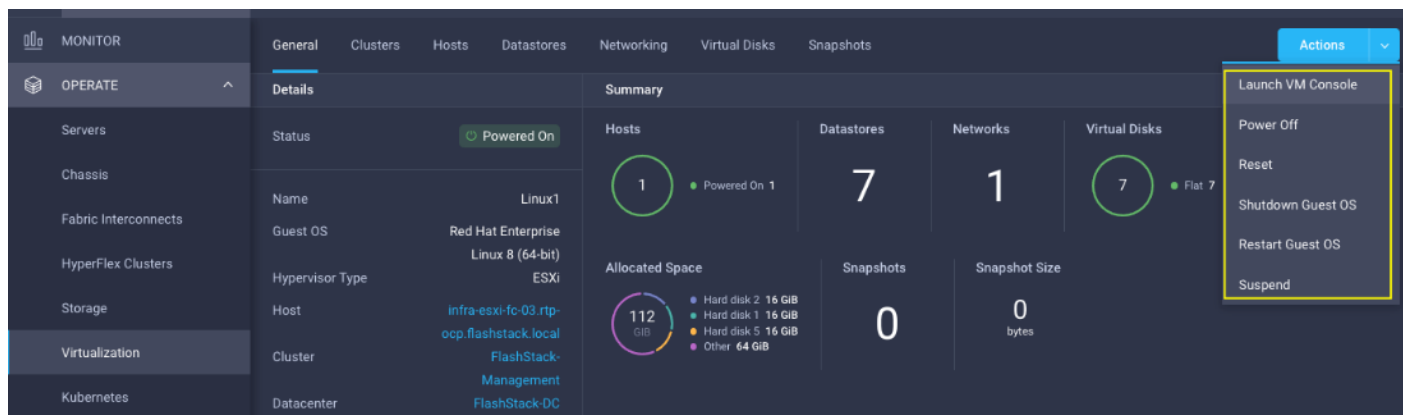 MONITOR
OPERATE
Servers
Chassis
Fabric Interconnects
HyperFlex Clusters
Storage
Virtualization
Kubernetes
General Clusters Hosts Datastores Networking Virtual Disks Snapshots
Actions
Details
Status Powered On
Name Linux1
Guest OS Red Hat Enterprise
Linux 8 (64-bit)
Hypervisor Type ESXi
Host infra-esxi-fc-03.rtp-
ocp.flashstack.local
Cluster FlashStack-
Management
Datacenter FlashStack-DC
Summary
Hosts
1
Powered On 1
Datastores
7
Networks
1
Virtual Disks
7
Flat 7
Allocated Space
112
GiB
Hard disk 2 16 GiB
Hard disk 1 16 GiB
Hard disk 5 16 GiB
Other 64 GiB
Snapshots
0
Snapshot Size
0
bytes
Launch VM Console
Power Off
Reset
Shutdown Guest OS
Restart Guest OS
Suspend